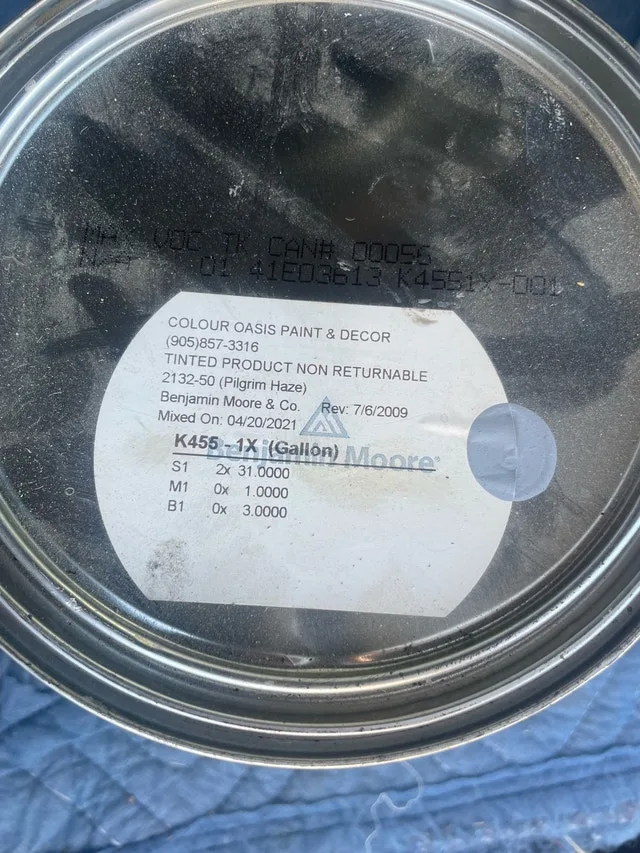 VOC TK CAN# 00056
01 41E03613 K4551X-001
COLOUR OASIS PAINT & DECOR
(905)857-3316
TINTED PRODUCT NON RETURNABLE
2132-50 (Pilgrim Haze)
Benjamin Moore & Co. Rev: 7/6/2009
Mixed On: 04/20/2021
K455 - 1X (Gallon)
Benjamin Moore®
S1 2x 31.0000
M1 0x 1.0000
B1 0x 3.0000